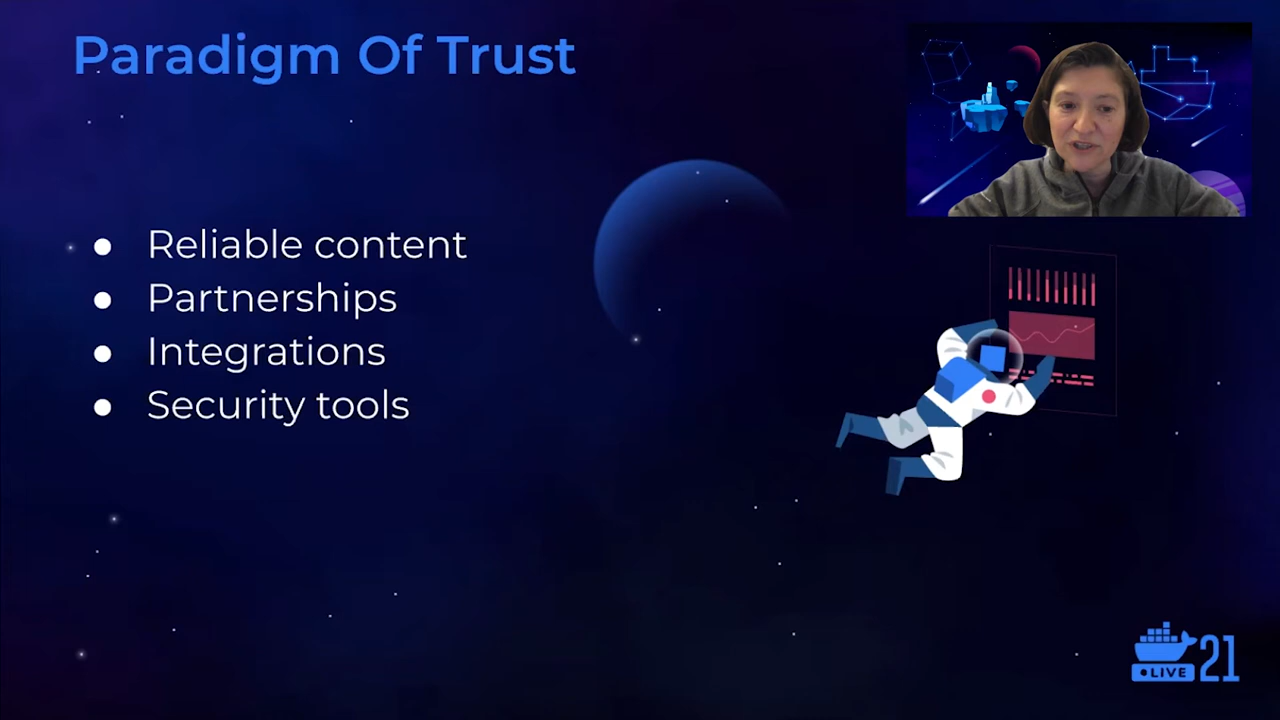 Paradigm Of Trust
● Reliable content
● Partnerships
● Integrations
● Security tools
LIVE 21